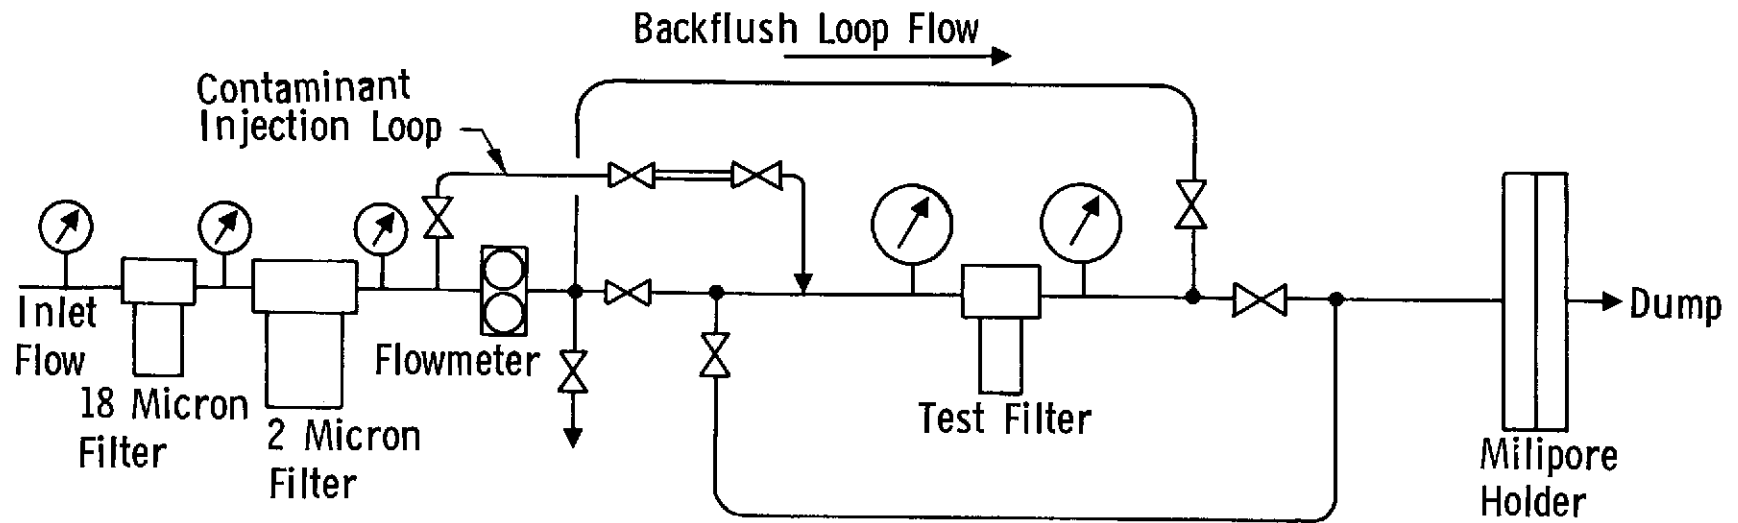 Backflush Loop Flow
Contaminant
Injection Loop
Inlet
Flow
18 Micron
Filter
2 Micron
Filter
Flowmeter
Test Filter
Milipore
Holder
Dump